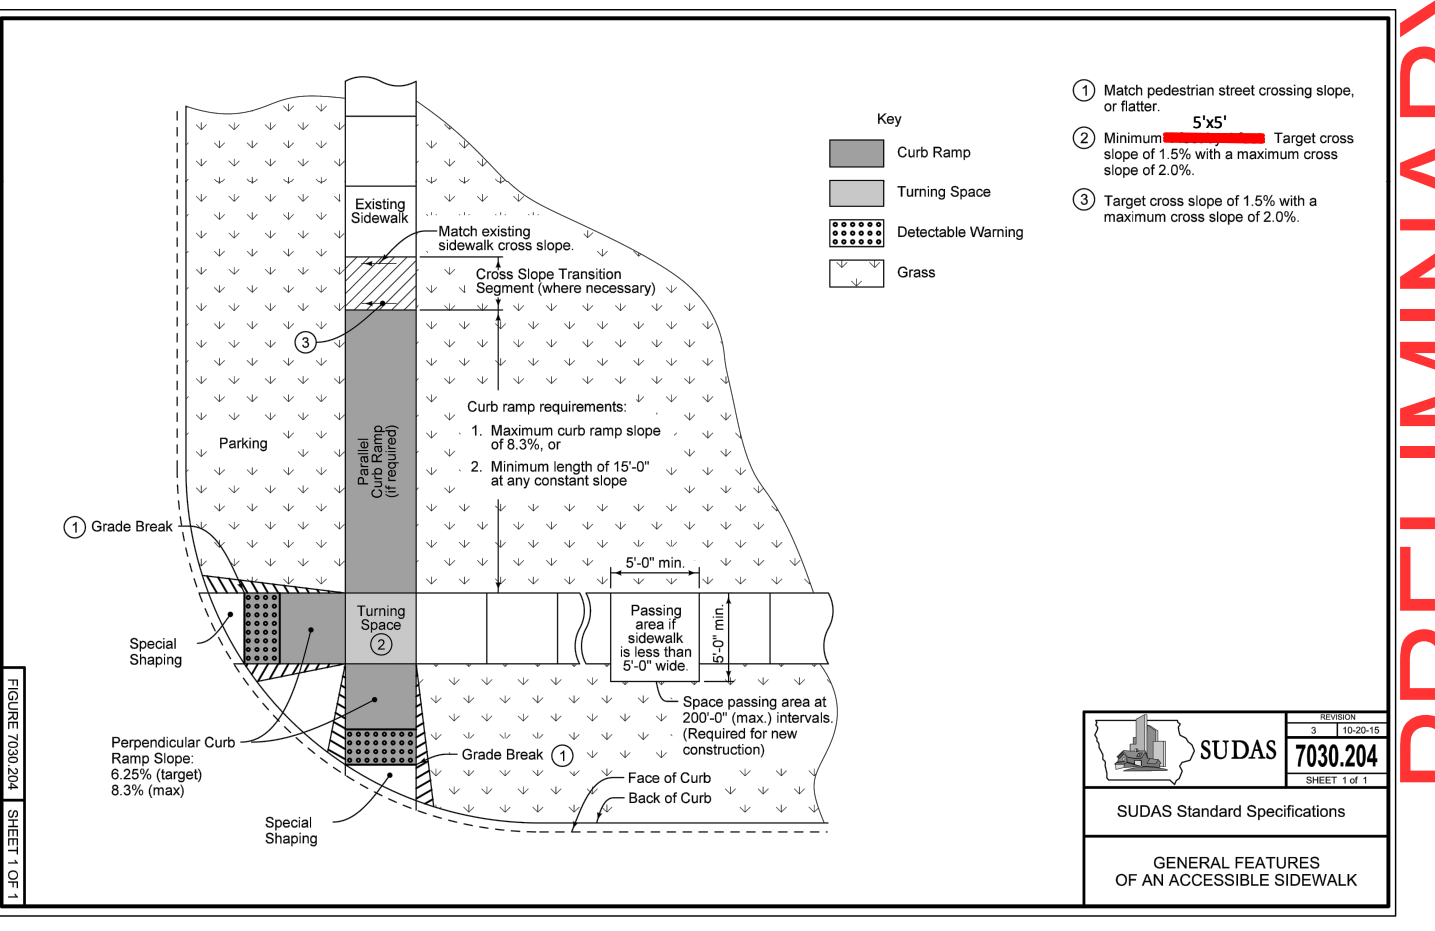 Key
Curb Ramp
Turning Space
Detectable Warning
Grass
1 Match pedestrian street crossing slope,
or flatter.
5'x5'
2 Minimum Target cross
slope of 1.5% with a maximum cross
slope of 2.0%.
3 Target cross slope of 1.5% with a
maximum cross slope of 2.0%.
Existing
Sidewalk
Match existing
sidewalk cross slope.
Cross Slope Transition
Segment (where necessary)
3
Parallel
Curb Ramp
(if required)
Curb ramp requirements:
1. Maximum curb ramp slope
of 8.3%, or
2. Minimum length of 15'-0"
at any constant slope
Parking
1 Grade Break
5'-0" min.
Turning
Space
2
Passing
area if
sidewalk
is less than
5'-0" wide.
5'-0" min.
Special
Shaping
Space passing area at
200'-0" (max.) intervals.
(Required for new
construction)
Perpendicular Curb
Ramp Slope:
6.25% (target)
8.3% (max)
Grade Break 1
Face of Curb
Back of Curb
Special
Shaping
FIGURE 7030.204 SHEET 1 OF 1
SUDAS
REVISION
3 10-20-15
7030.204
SHEET 1 of 1
SUDAS Standard Specifications
GENERAL FEATURES
OF AN ACCESSIBLE SIDEWALK
PRELIMINARY